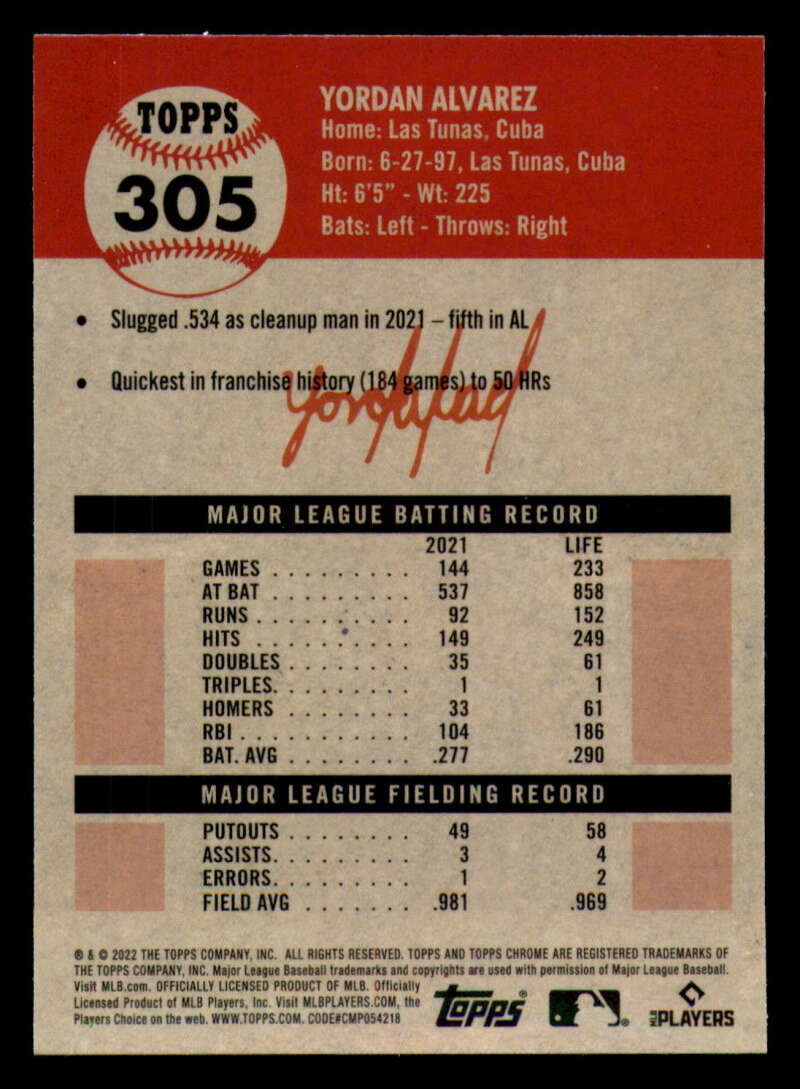 TOPPS
305
YORDAN ALVAREZ
Home: Las Tunas, Cuba
Born: 6-27-97, Las Tunas, Cuba
Ht: 6'5" - Wt: 225
Bats: Left - Throws: Right
• Slugged .534 as cleanup man in 2021 – fifth in AL
• Quickest in franchise history (184 games) to 50 HRs
MAJOR LEAGUE BATTING RECORD
2021 LIFE
GAMES . . . . . . . . . 144 233
AT BAT . . . . . . . . . 537 858
RUNS . . . . . . . . . . 92 152
HITS . . . . . . . . . . 149 249
DOUBLES . . . . . . . . 35 61
TRIPLES. . . . . . . . . 1 1
HOMERS . . . . . . . . 33 61
RBI . . . . . . . . . . . 104 186
BAT. AVG . . . . . . . . .277 .290
MAJOR LEAGUE FIELDING RECORD
PUTOUTS . . . . . . . . 49 58
ASSISTS. . . . . . . . . 3 4
ERRORS. . . . . . . . . 1 2
FIELD AVG . . . . . . . .981 .969
® & © 2022 THE TOPPS COMPANY, INC. ALL RIGHTS RESERVED. TOPPS AND TOPPS CHROME ARE REGISTERED TRADEMARKS OF
THE TOPPS COMPANY, INC. Major League Baseball trademarks and copyrights are used with permission of Major League Baseball.
Visit MLB.com. OFFICIALLY LICENSED PRODUCT OF MLB. Officially
Licensed Product of MLB Players, Inc. Visit MLBPLAYERS.COM, the
Players Choice on the web. WWW.TOPPS.COM. CODE#CMP054218
Topps®
MLB PLAYERS